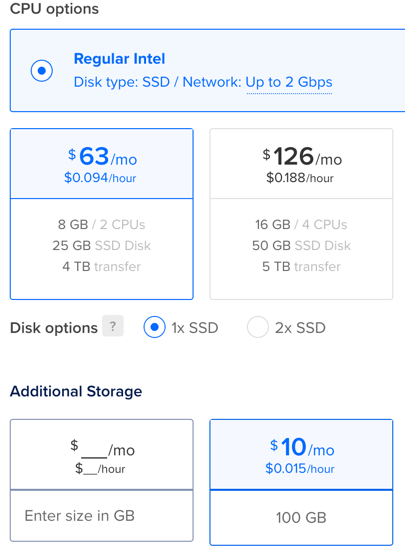 CPU options
Regular Intel
Disk type: SSD / Network: Up to 2 Gbps
$63/mo
$0.094/hour
8 GB / 2 CPUs
25 GB SSD Disk
4 TB transfer
$126/mo
$0.188/hour
16 GB / 4 CPUs
50 GB SSD Disk
5 TB transfer
Disk options ? 1x SSD 2x SSD
Additional Storage
$___/mo
$__/hour
Enter size in GB
$10/mo
$0.015/hour
100 GB